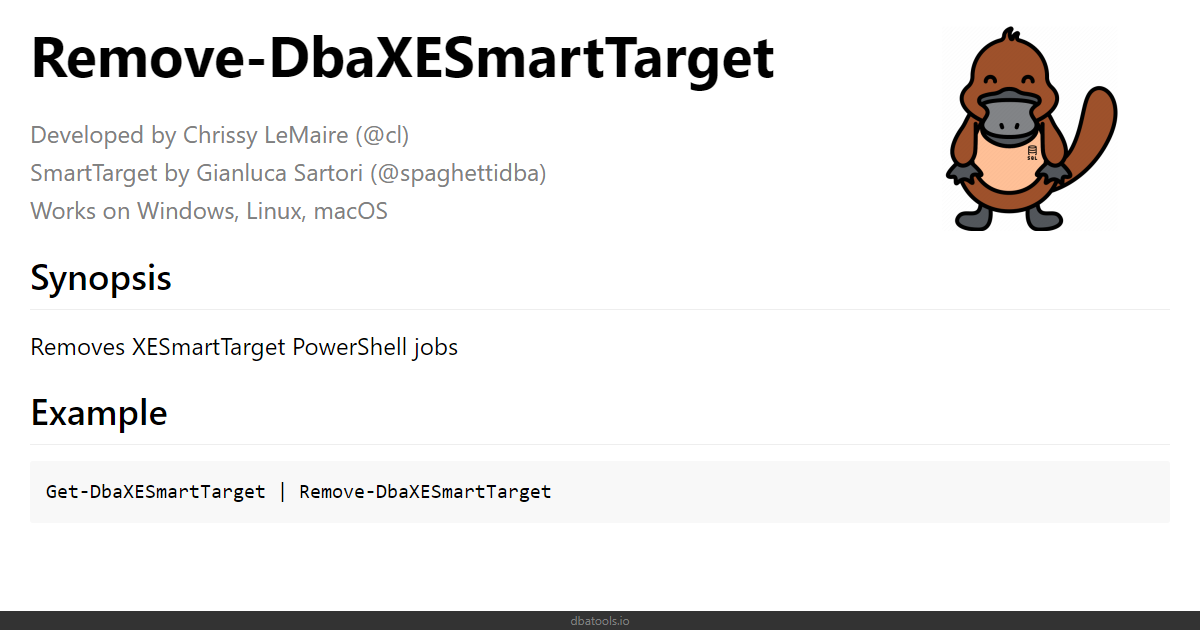 Remove-DbaXESmartTarget
Developed by Chrissy LeMaire (@cl)
SmartTarget by Gianluca Sartori (@spaghettidba)
Works on Windows, Linux, macOS
SQL
Synopsis
Removes XESmartTarget PowerShell jobs
Example
Get-DbaXESmartTarget | Remove-DbaXESmartTarget
dbatools.io